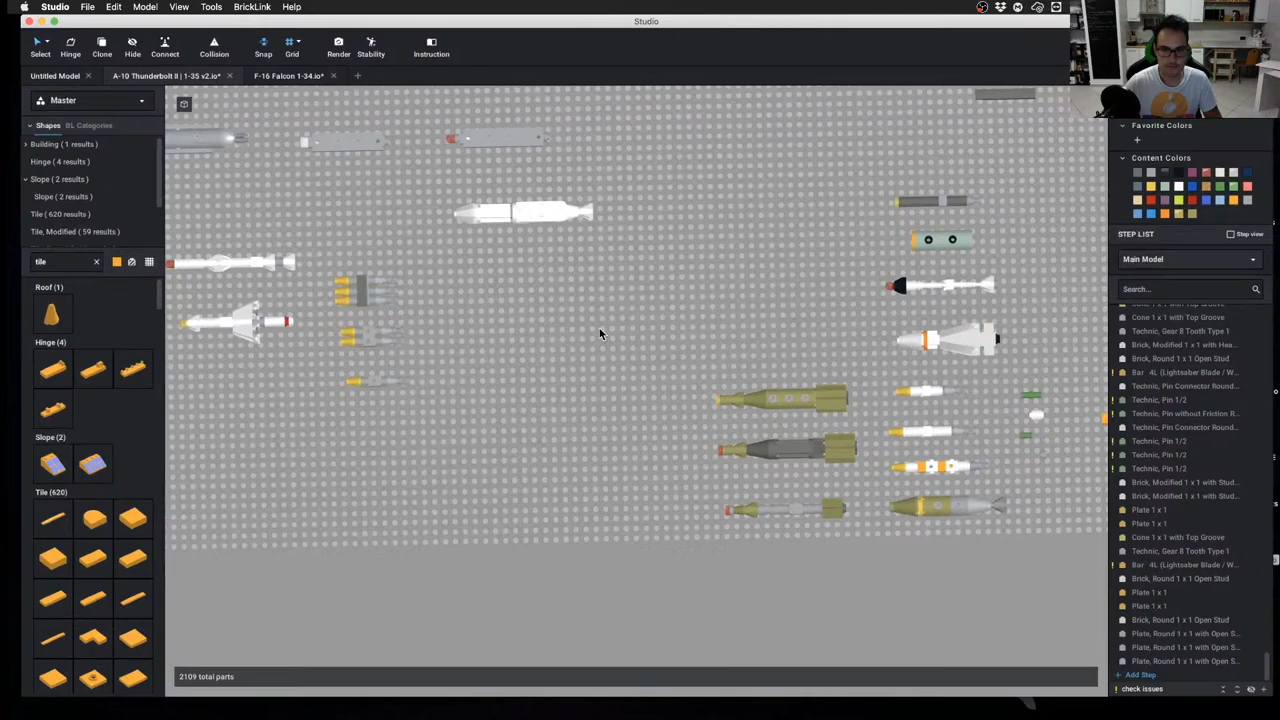 Studio File Edit Model View Tools BrickLink Help
Studio
Select Hinge Clone Hide Connect Collision Snap Grid Render Stability Instruction
Untitled Model A-10 Thunderbolt II | 1-35 v2.io* F-16 Falcon 1-34.io*
Master
Shapes BL Categories
Building (1 results )
Hinge (4 results )
Slope (2 results )
Slope (2 results )
Tile (620 results )
Tile, Modified (59 results )
tile
Roof (1)
Hinge (4)
Slope (2)
Tile (620)
2109 total parts
Favorite Colors
Content Colors
STEP LIST Step view
Main Model
Search...
Cone 1 x 1 with Top Groove
Cone 1 x 1 with Top Groove
Technic, Gear 8 Tooth Type 1
Brick, Modified 1 x 1 with Hea...
Brick, Round 1 x 1 Open Stud
Bar 4L (Lightsaber Blade / W...
Technic, Pin Connector Round...
Technic, Pin 1/2
Technic, Pin without Friction R...
Technic, Pin Connector Round...
Technic, Pin 1/2
Technic, Pin 1/2
Technic, Pin 1/2
Brick, Modified 1 x 1 with Stud...
Brick, Modified 1 x 1 with Stud...
Plate 1 x 1
Plate 1 x 1
Cone 1 x 1 with Top Groove
Technic, Gear 8 Tooth Type 1
Bar 4L (Lightsaber Blade / W...
Brick, Round 1 x 1 Open Stud
Plate 1 x 1
Plate 1 x 1
Brick, Round 1 x 1 Open Stud
Plate, Round 1 x 1 with Open S...
Plate, Round 1 x 1 with Open S...
Plate, Round 1 x 1 with Open S...
+ Add Step
! check issues